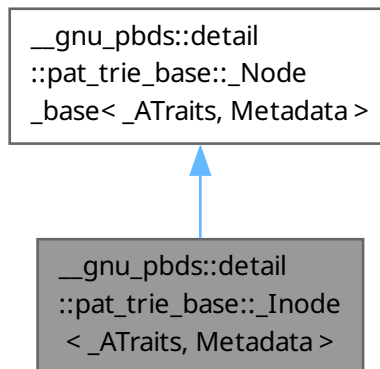 __gnu_pbds::detail
::pat_trie_base::_Node
_base< _ATraits, Metadata >
__gnu_pbds::detail
::pat_trie_base::_Inode
< _ATraits, Metadata >